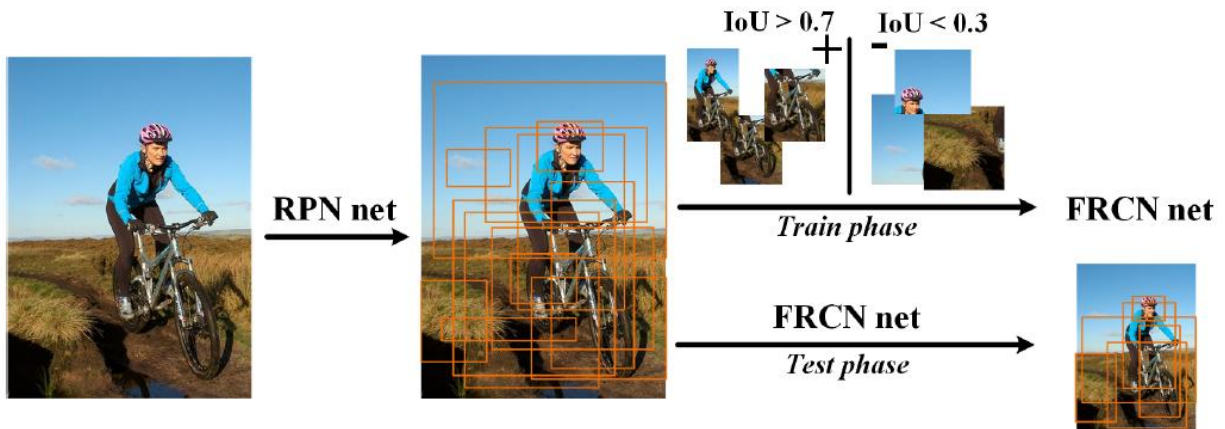 IoU > 0.7
IoU < 0.3
+
-
RPN net
Train phase
FRCN net
FRCN net
Test phase